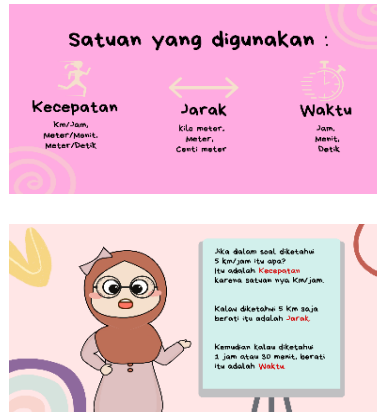 Satuan yang digunakan :
Kecepatan
Km/Jam,
Meter/Menit,
Meter/Detik
Jarak
Kilo meter,
Meter,
Centi meter
Waktu
Jam,
Menit,
Detik
Jika dalam soal diketahui
5 km/jam itu apa?
Itu adalah Kecepatan
karena satuan nya Km/jam.
Kalau diketahui 5 Km saja
berati itu adalah Jarak.
Kemudian kalau diketahui
1 jam atau 30 menit, berati
itu adalah Waktu